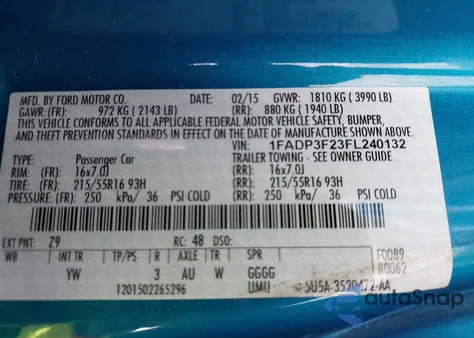 MFD. BY FORD MOTOR CO. DATE: 02/15 GVWR: 1810 KG ( 3990 LB)
GAWR: (FR): 972 KG ( 2143 LB) (RR): 880 KG ( 1940 LB)
THIS VEHICLE CONFORMS TO ALL APPLICABLE FEDERAL VEHICLE SAFETY, BUMPER,
AND THEFT PREVENTION STANDARDS IN EFFECT ON THE DATE OF MANUFACTURE SHOWN ABOVE.
VIN: 1FADP3F23FL240132
TYPE: Passenger Car TRAILER TOWING - SEE OWNER GUIDE
RIM: (FR): 16x7.0J (RR): 16x7.0J
TIRE: (FR): 215/55R16 93H (RR): 215/55R16 93H
PRESSURE: (FR): 250 kPa/ 36 PSI COLD (RR): 250 kPa/ 36 PSI COLD
EXT PNT: Z9 RC: 48 DSO: F0089
WB INT TR TP/PS R AXLE TR SPR R0062
YW 3 AU W GGGG
1201502265296 UMU
autoSnap